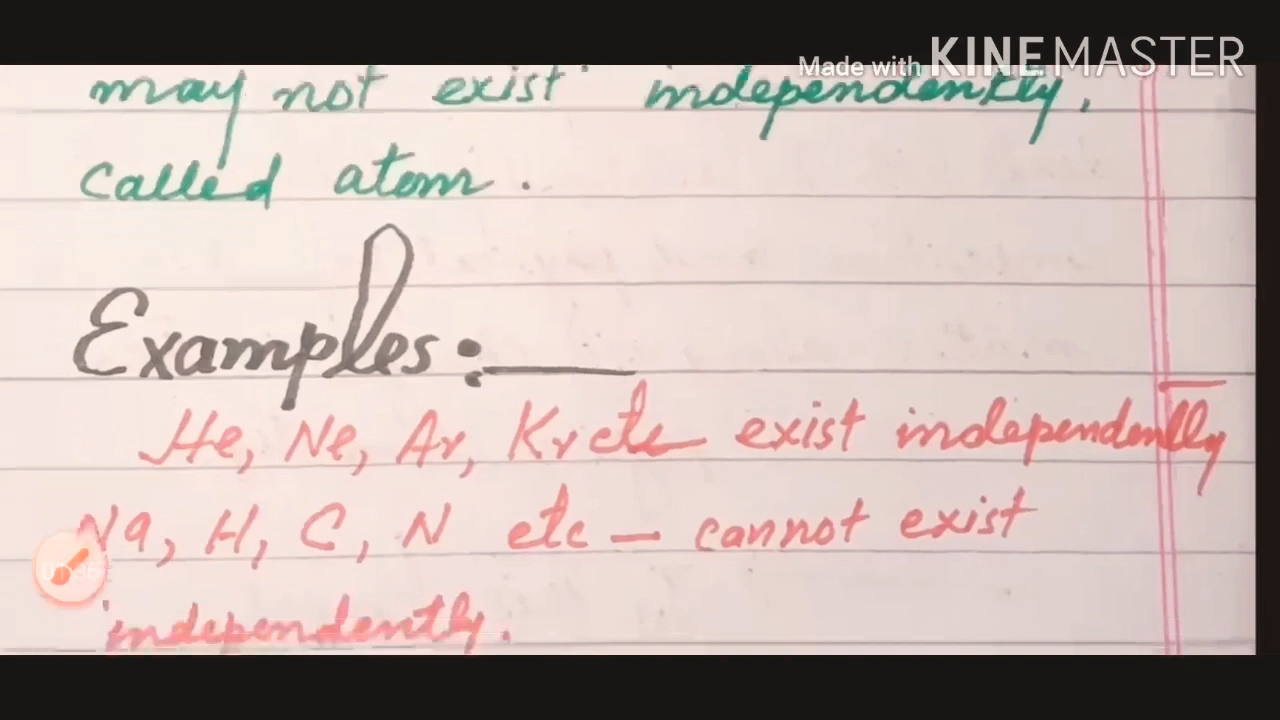 Made with KINEMASTER
may not exist independently,
called atom.
Examples:
He, Ne, Ar, Kr etc exist independently
Na, H, C, N etc — cannot exist
independently.